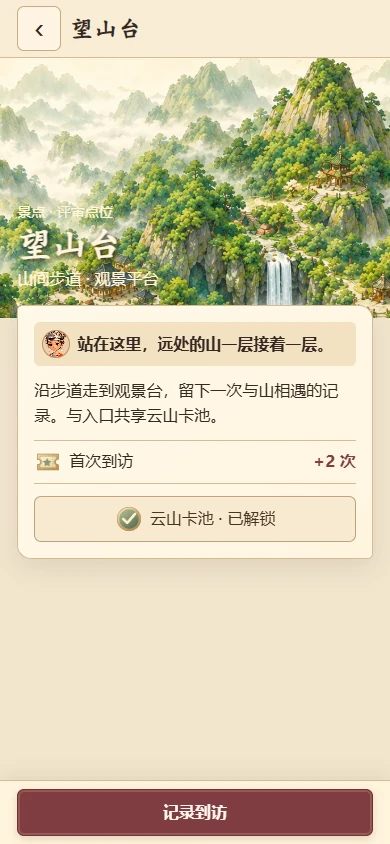 望山台
景点·评审点位
望山台
山间步道·观景平台
站在这里，远处的山一层接着一层。
沿步道走到观景台，留下一次与山相遇的记
录。与入口共享云山卡池。
首次到访 +2 次
云山卡池·已解锁
记录到访